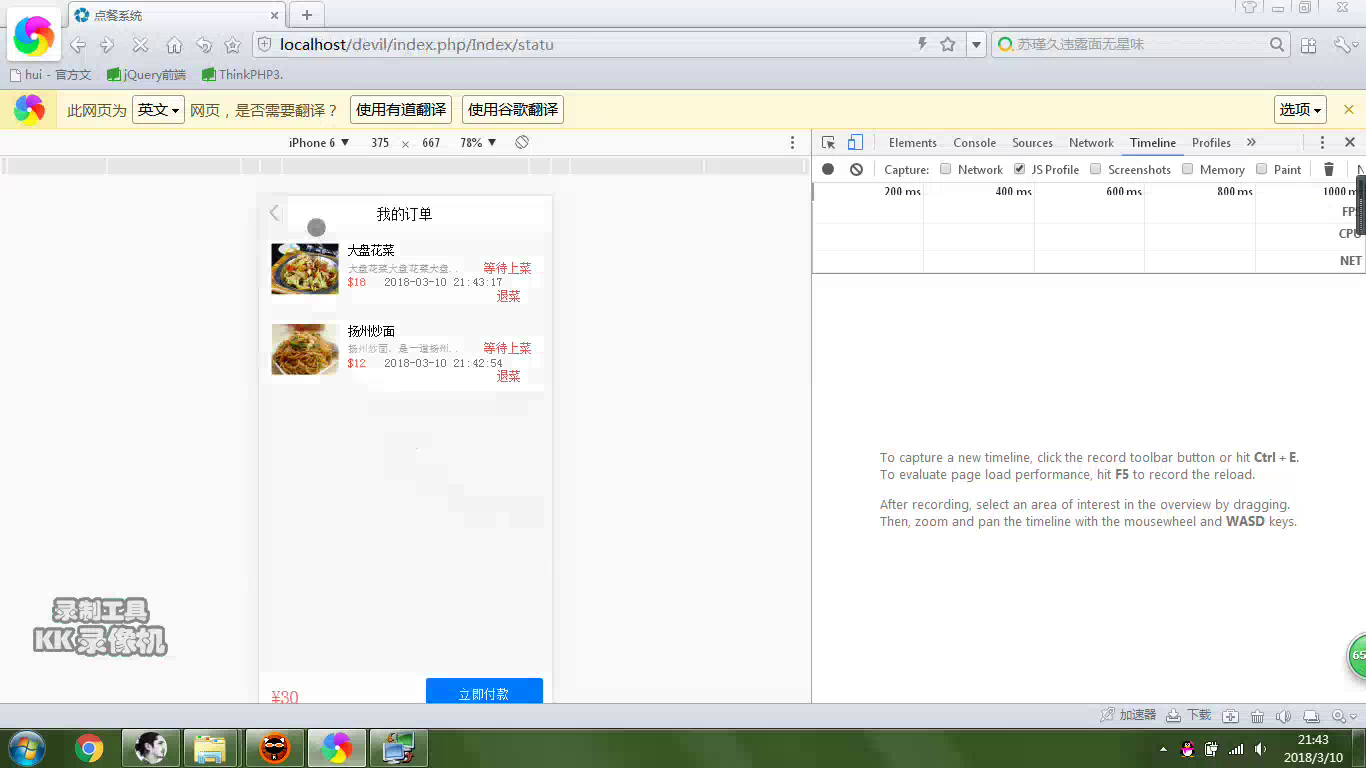 点餐系统
localhost/devil/index.php/Index/statu
苏瑾久违露面无星味
hui - 官方文
jQuery前端
ThinkPHP3.
此网页为 英文 网页，是否需要翻译？ 使用有道翻译 使用谷歌翻译 选项
iPhone 6 ▼ 375 × 667 78% ▼
Elements Console Sources Network Timeline Profiles »
Capture: Network JS Profile Screenshots Memory Paint
200 ms 400 ms 600 ms 800 ms 1000 m
FPS
CPU
NET
我的订单
大盘花菜
大盘花菜大盘花菜大盘.. 等待上菜
$18 2018-03-10 21:43:17
退菜
扬州炒面
扬州炒面，是一道扬州.. 等待上菜
$12 2018-03-10 21:42:54
退菜
To capture a new timeline, click the record toolbar button or hit Ctrl + E.
To evaluate page load performance, hit F5 to record the reload.
After recording, select an area of interest in the overview by dragging.
Then, zoom and pan the timeline with the mousewheel and WASD keys.
录制工具
KK录像机
65
¥30 立即付款
加速器 下载
21:43
2018/3/10